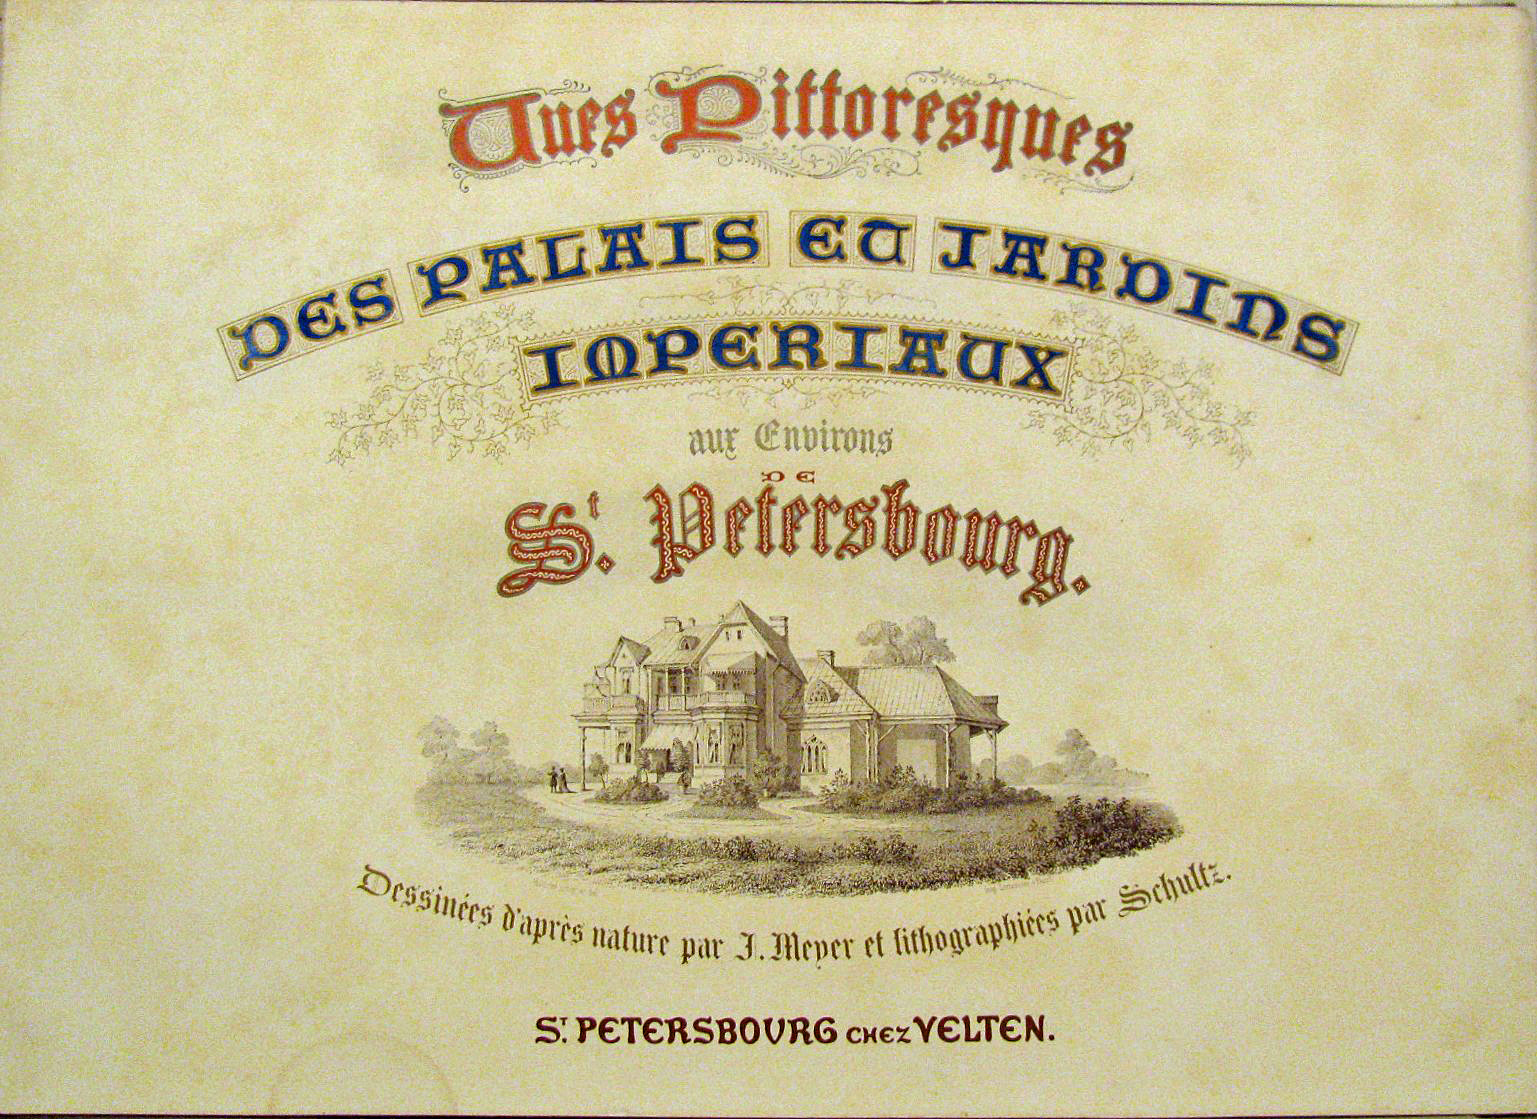 Vues Pittoresques
DES PALAIS ET JARDINS
IMPERIAUX
aux Environs
DE
St. Petersbourg.
Dessinées d'après nature par J. Meyer et lithographiées par Schultz.
ST. PETERSBOURG CHEZ VELTEN.